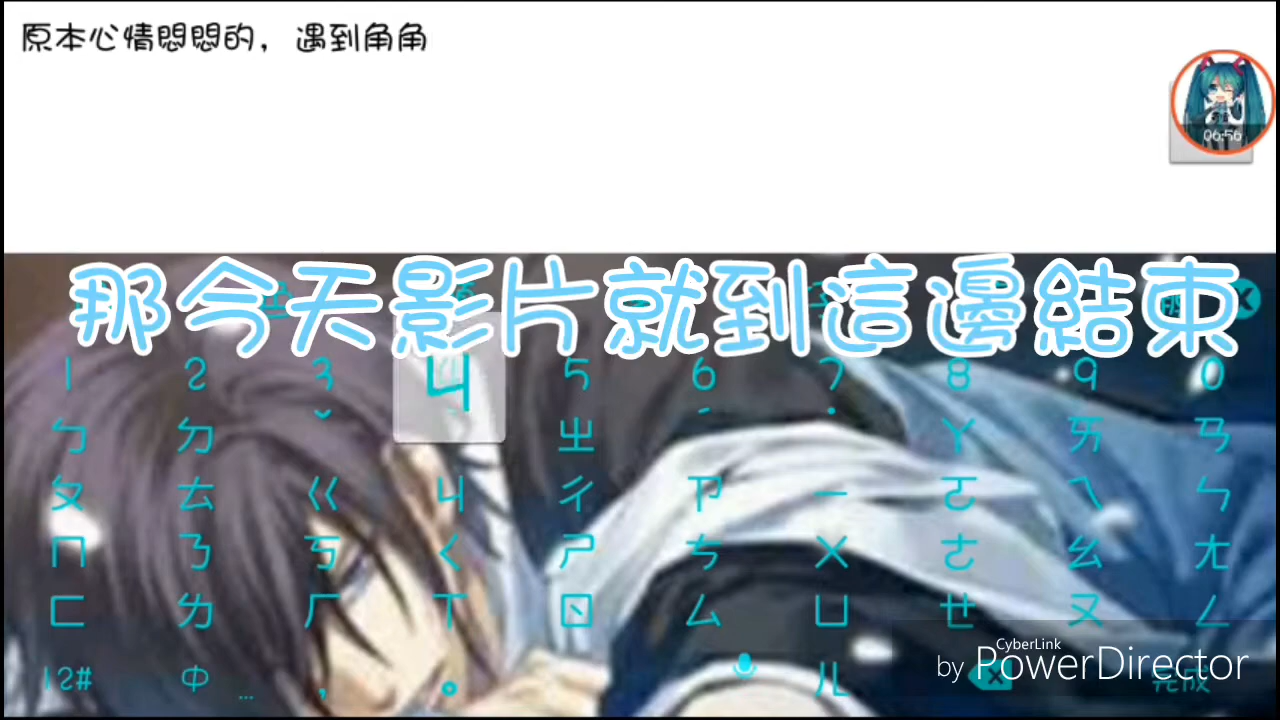 原本心情悶悶的，遇到角角
06:56
那今天影片就到這邊結束
1 2 3 ㄐ 5 6 7 8 9 0
ˇ ˊ ˙
ㄅ ㄉ ㄓ ㄚ ㄞ ㄢ
ㄆ ㄊ ㄍ ㄐ ㄔ ㄗ ㄧ ㄛ ㄟ ㄣ
ㄇ ㄋ ㄎ ㄑ ㄕ ㄘ ㄨ ㄜ ㄠ ㄤ
ㄈ ㄌ ㄏ ㄒ ㄖ ㄙ ㄩ ㄝ ㄡ ㄥ
12# 中 ... ， 。 ㄦ 完成
CyberLink
by PowerDirector